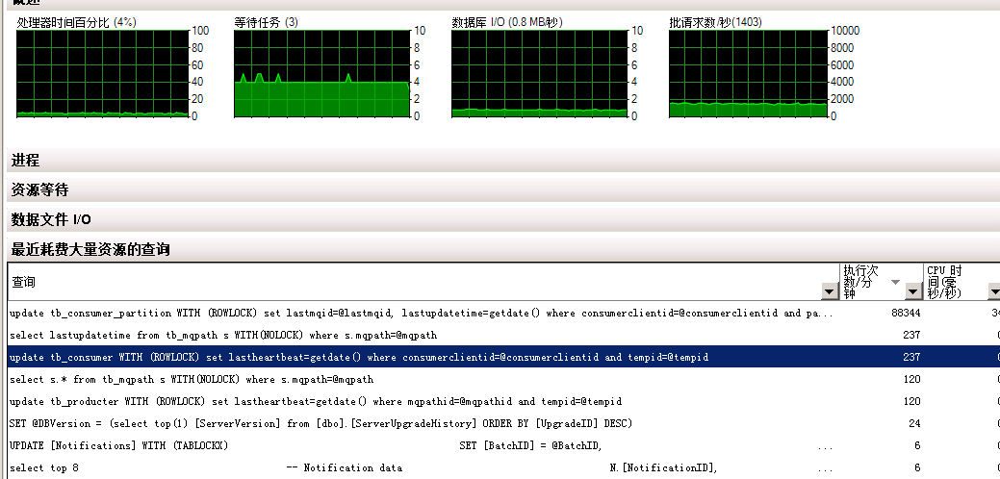 处理器时间百分比 (4%)
等待任务 (3)
数据库 I/O (0.8 MB/秒)
批请求数/秒(1403)
100
80
60
40
20
0
10
8
6
4
2
0
10
8
6
4
2
0
10000
8000
6000
4000
2000
0
进程
资源等待
数据文件 I/O
最近耗费大量资源的查询
查询
执行次
数/分
钟
CPU 时
间(毫
秒/秒)
update tb_consumer_partition WITH (ROWLOCK) set lastmqid=@lastmqid, lastupdatetime=getdate() where consumerclientid=@consumerclientid and pa... 88344 34
select lastupdatetime from tb_mqpath s WITH(NOLOCK) where s.mqpath=@mqpath 237
update tb_consumer WITH (ROWLOCK) set lastheartbeat=getdate() where consumerclientid=@consumerclientid and tempid=@tempid 237
select s.* from tb_mqpath s WITH(NOLOCK) where s.mqpath=@mqpath 120
update tb_producter WITH (ROWLOCK) set lastheartbeat=getdate() where mqpathid=@mqpathid and tempid=@tempid 120
SET @DBVersion = (select top(1) [ServerVersion] from [dbo].[ServerUpgradeHistory] ORDER BY [UpgradeID] DESC) 24
UPDATE [Notifications] WITH (TABLOCKX) SET [BatchID] = @BatchID, ... 6
select top 8 -- Notification data N.[NotificationID], ... 6